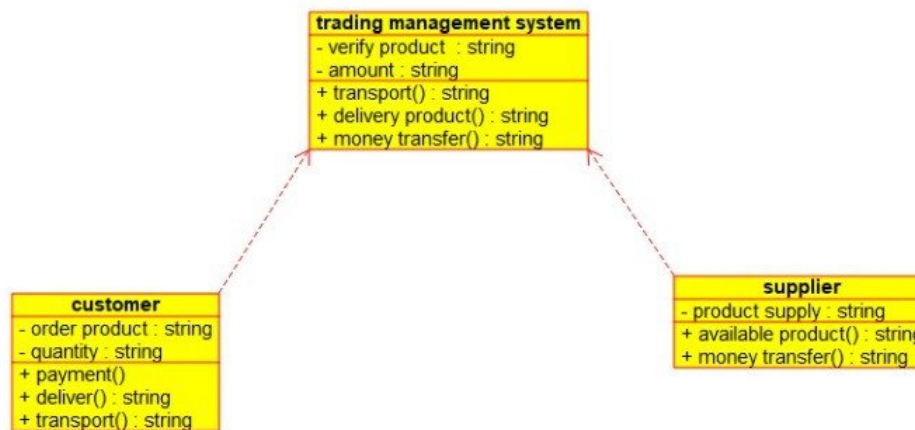 trading management system
- verify product : string
- amount : string
+ transport() : string
+ delivery product() : string
+ money transfer() : string
customer
- order product : string
- quantity : string
+ payment()
+ deliver() : string
+ transport() : string
supplier
- product supply : string
+ available product() : string
+ money transfer() : string